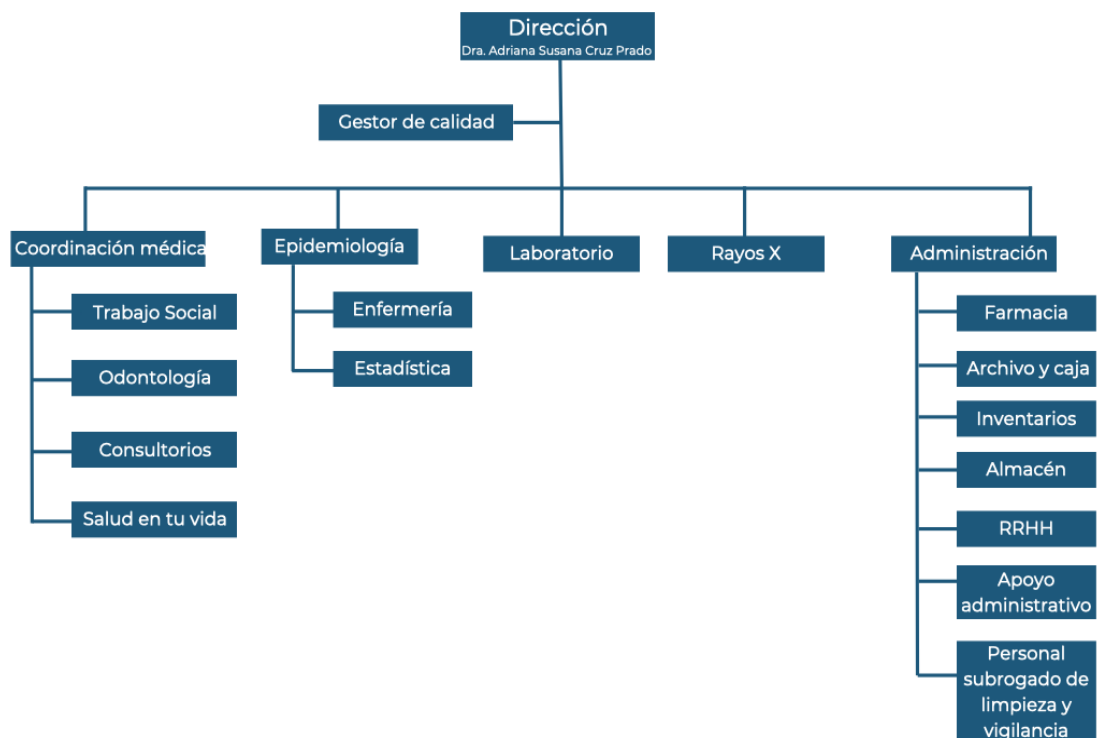 Dirección
Dra. Adriana Susana Cruz Prado
Gestor de calidad
Coordinación médica
Trabajo Social
Odontología
Consultorios
Salud en tu vida
Epidemiología
Enfermería
Estadística
Laboratorio
Rayos X
Administración
Farmacia
Archivo y caja
Inventarios
Almacén
RRHH
Apoyo
administrativo
Personal
subrogado de
limpieza y
vigilancia